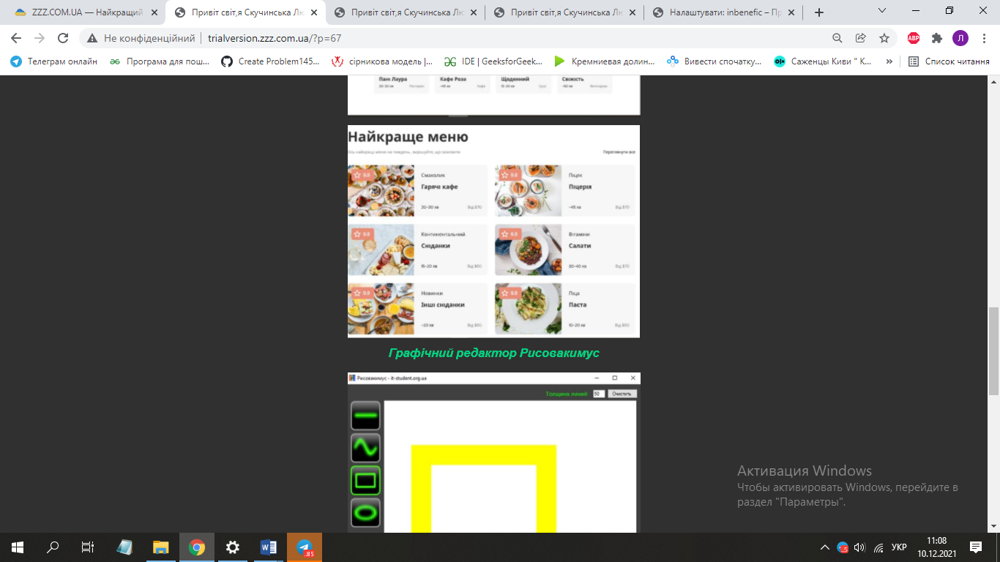 ZZZ.COM.UA — Найкращий
Привіт світ,я Скучинська Лю
Привіт світ,я Скучинська Лю
Привіт світ,я Скучинська Лю
Налаштувати: inbenefic – Пр
Не конфіденційний
trialversion.zzz.com.ua/?p=67
ABP
Л
Телеграм онлайн
Програма для пош...
Create Problem145...
сірникова модель |...
IDE | GeeksforGeek...
Кремниевая долин...
Вивести спочатку...
Саженцы Киви " К...
»
Список читання
Пані Лаура
Кафе Роза
Щоденний
Свіжість
20-30 хв
Ресторан
~45 хв
Кафе
15-20 хв
Суші
~60 хв
Найкраще меню
Ось найкращі меню на тиждень, вирішуйте, що замовити
Переглянути все
9.8
Смаколик
Гарячі кафе
20-30 хв
Від $70
9.8
Піцек
Піцерія
~45 хв
Від $70
9.8
Континентальний
Сніданки
15-20 хв
Від $50
9.8
Вітаміни
Салати
30-40 хв
Від $70
9.8
Новинки
Інші сніданки
~20 хв
Від $50
9.8
Піца
Паста
10-20 хв
Від $50
Графічний редактор Рисовакимус
Рисовакимус - it-student.org.ua
Толщина линий
50
Очистить
Активация Windows
Чтобы активировать Windows, перейдите в
раздел "Параметры".
.85
УКР
11:08
10.12.2021